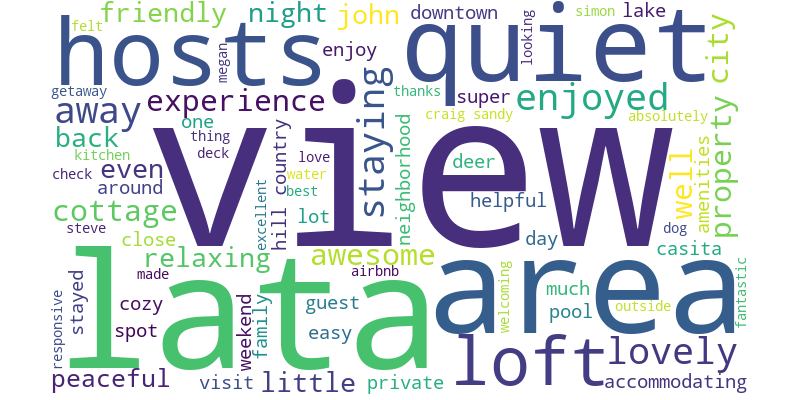 friendly
night
john
downtown
simon
lake
felt
hosts
megan
enjoy
quiet
looking
city
getaway
away
experience
staying
thanks
super
enjoyed
absolutely
craig sandy
back
one
thing
view
country
neighborhood
well
amenities
property
kitchen
deck
love
deer
check
even
water
around
best
helpful
cottage
excellent
hill
lot
steve
day
dog
close
relaxing
awesome
casita
lata
made
airbnb
area
fantastic
responsive
stayed
cozy
weekend
family
guest
welcoming
much
outside
spot
easy
pool
loft
lovely
peaceful
visit
little
private
accommodating